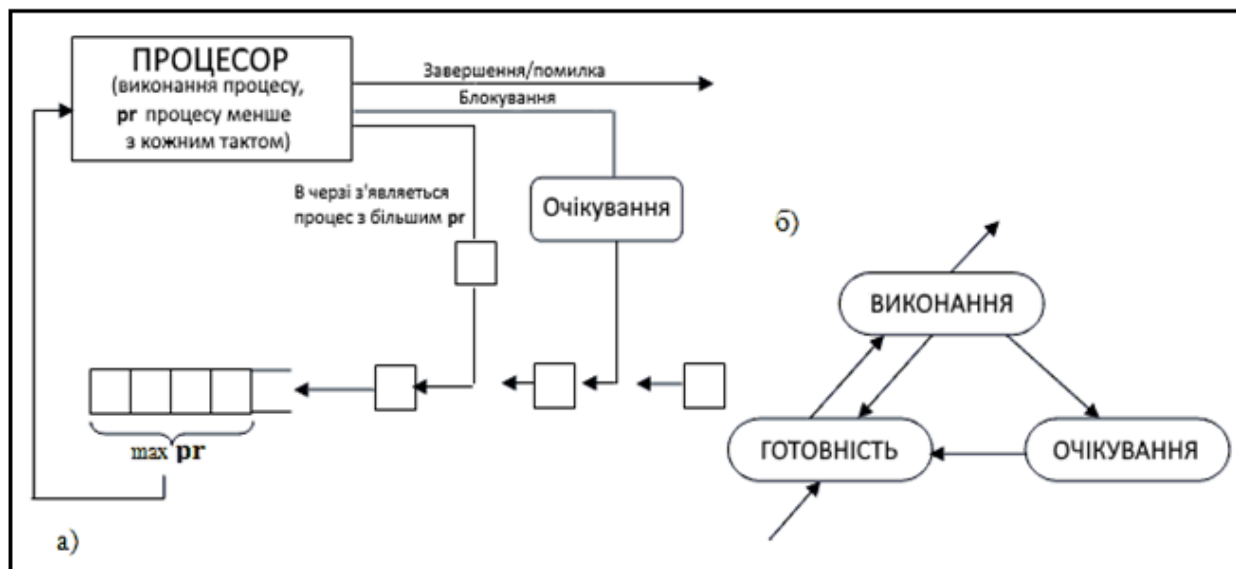 ПРОЦЕСОР
(виконання процесу,
pr процесу менше
з кожним тактом)
Завершення/помилка
Блокування
В черзі з'являеться
процес з більшим pr
Очікування
max pr
а)
б)
ВИКОНАННЯ
ГОТОВНІСТЬ
ОЧІКУВАННЯ